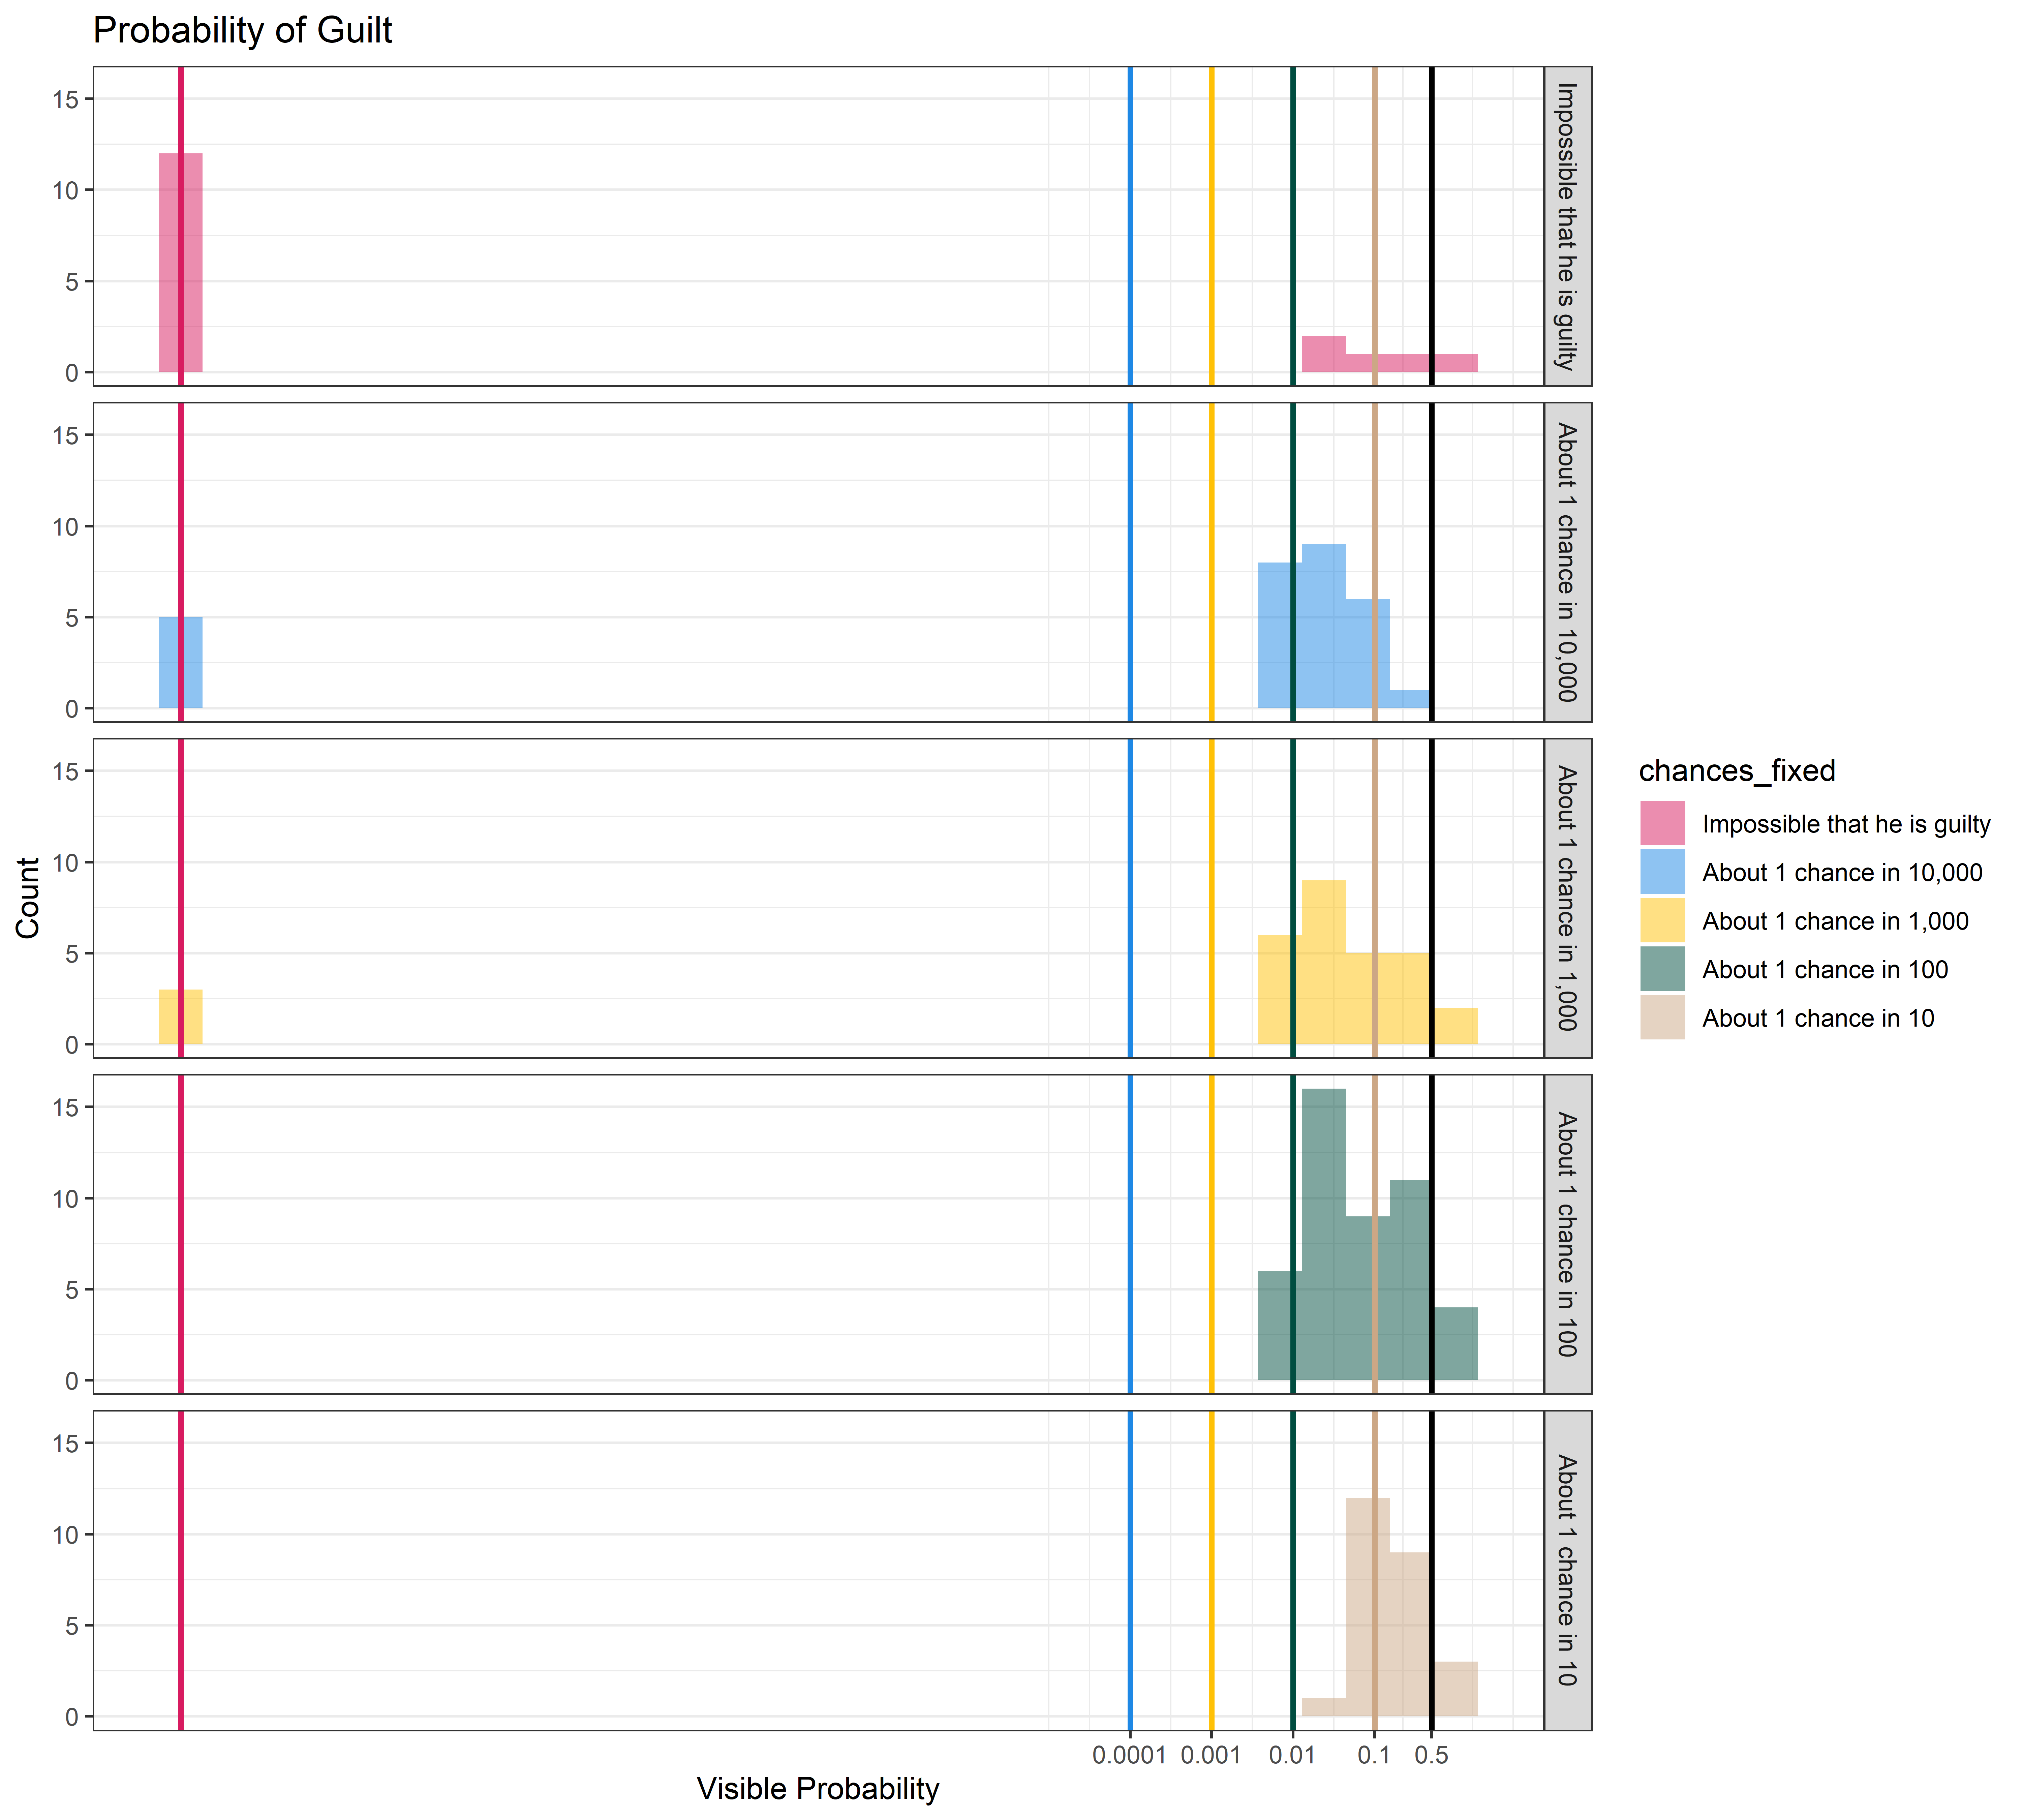 Probability of Guilt
Count
15
10
5
0
Impossible that he is guilty
15
10
5
0
About 1 chance in 10,000
15
10
5
0
About 1 chance in 1,000
15
10
5
0
About 1 chance in 100
15
10
5
0
About 1 chance in 10
0.0001 0.001 0.01 0.1 0.5
Visible Probability
chances_fixed
Impossible that he is guilty
About 1 chance in 10,000
About 1 chance in 1,000
About 1 chance in 100
About 1 chance in 10